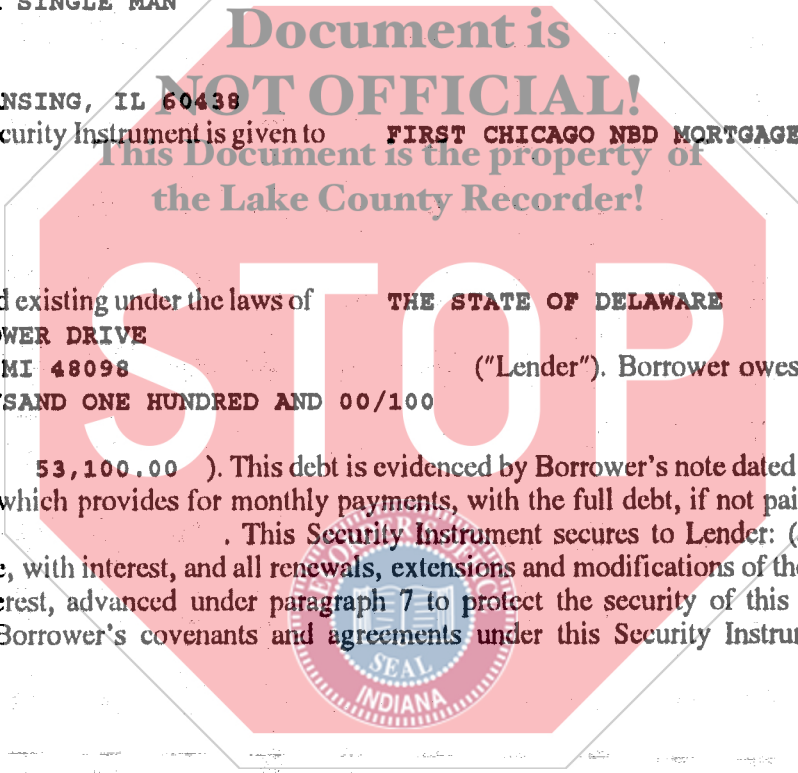 SINGLE MAN
Document is
NOT OFFICIAL!
NSING, IL 60438
curity Instrument is given to FIRST CHICAGO NBD MORTGAGE
This Document is the property of
the Lake County Recorder!
STOP
d existing under the laws of THE STATE OF DELAWARE
WER DRIVE
MI 48098 ("Lender"). Borrower owes
SAND ONE HUNDRED AND 00/100
53,100.00 ). This debt is evidenced by Borrower's note dated
which provides for monthly payments, with the full debt, if not pai
. This Security Instrument secures to Lender: (
e, with interest, and all renewals, extensions and modifications of the
erest, advanced under paragraph 7 to protect the security of this
Borrower's covenants and agreements under this Security Instru
SEAL
INDIANA